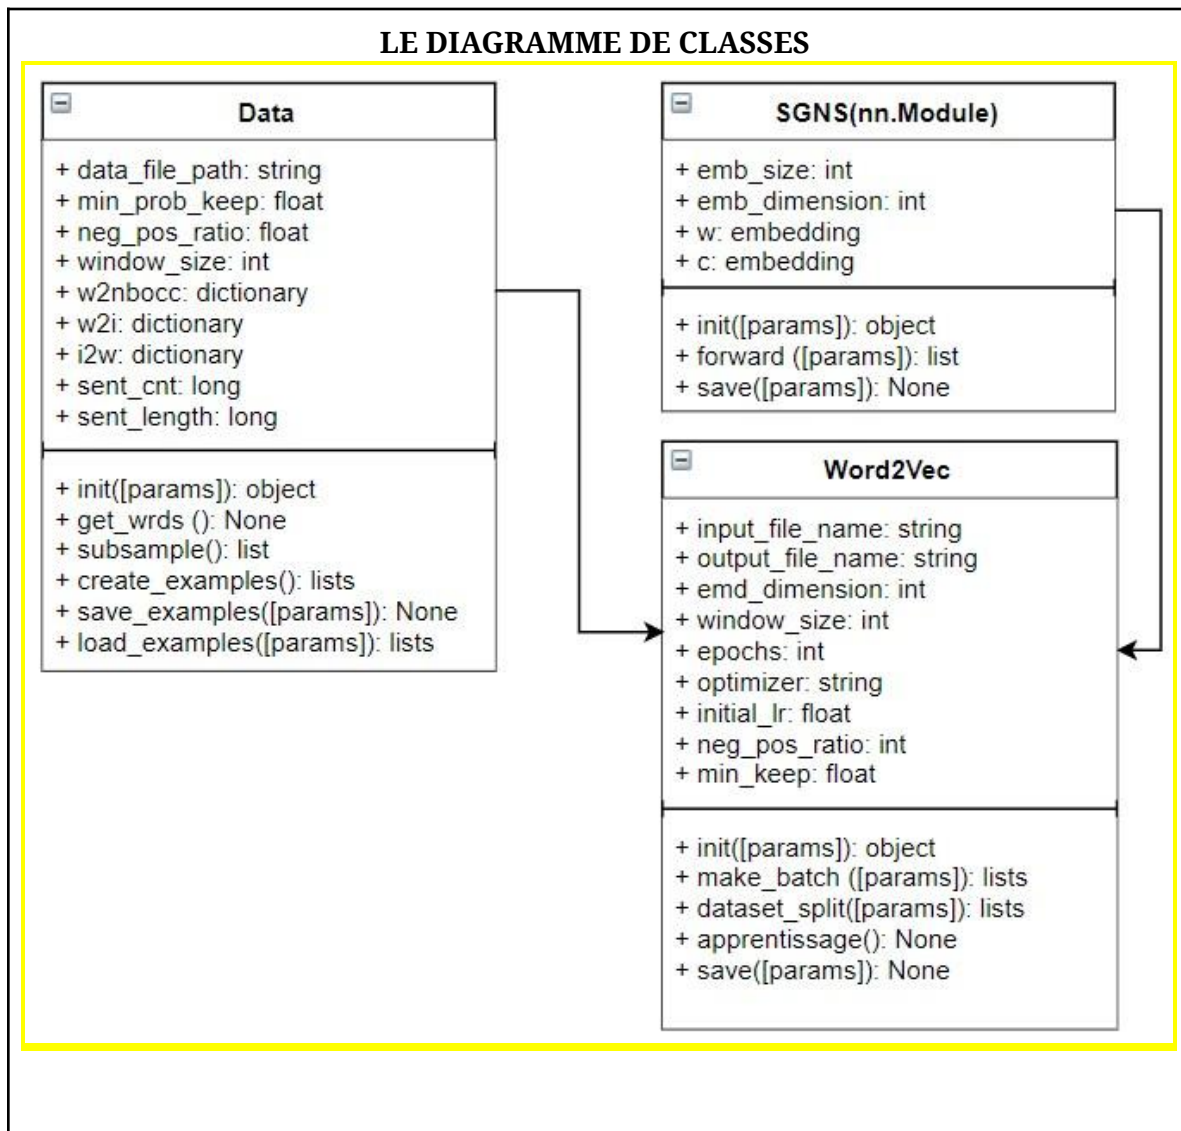 LE DIAGRAMME DE CLASSES
Data
+ data_file_path: string
+ min_prob_keep: float
+ neg_pos_ratio: float
+ window_size: int
+ w2nbocc: dictionary
+ w2i: dictionary
+ i2w: dictionary
+ sent_cnt: long
+ sent_length: long
+ init([params]): object
+ get_wrds (): None
+ subsample(): list
+ create_examples(): lists
+ save_examples([params]): None
+ load_examples([params]): lists
SGNS(nn.Module)
+ emb_size: int
+ emb_dimension: int
+ w: embedding
+ c: embedding
+ init([params]): object
+ forward ([params]): list
+ save([params]): None
Word2Vec
+ input_file_name: string
+ output_file_name: string
+ emd_dimension: int
+ window_size: int
+ epochs: int
+ optimizer: string
+ initial_lr: float
+ neg_pos_ratio: int
+ min_keep: float
+ init([params]): object
+ make_batch ([params]): lists
+ dataset_split([params]): lists
+ apprentissage(): None
+ save([params]): None